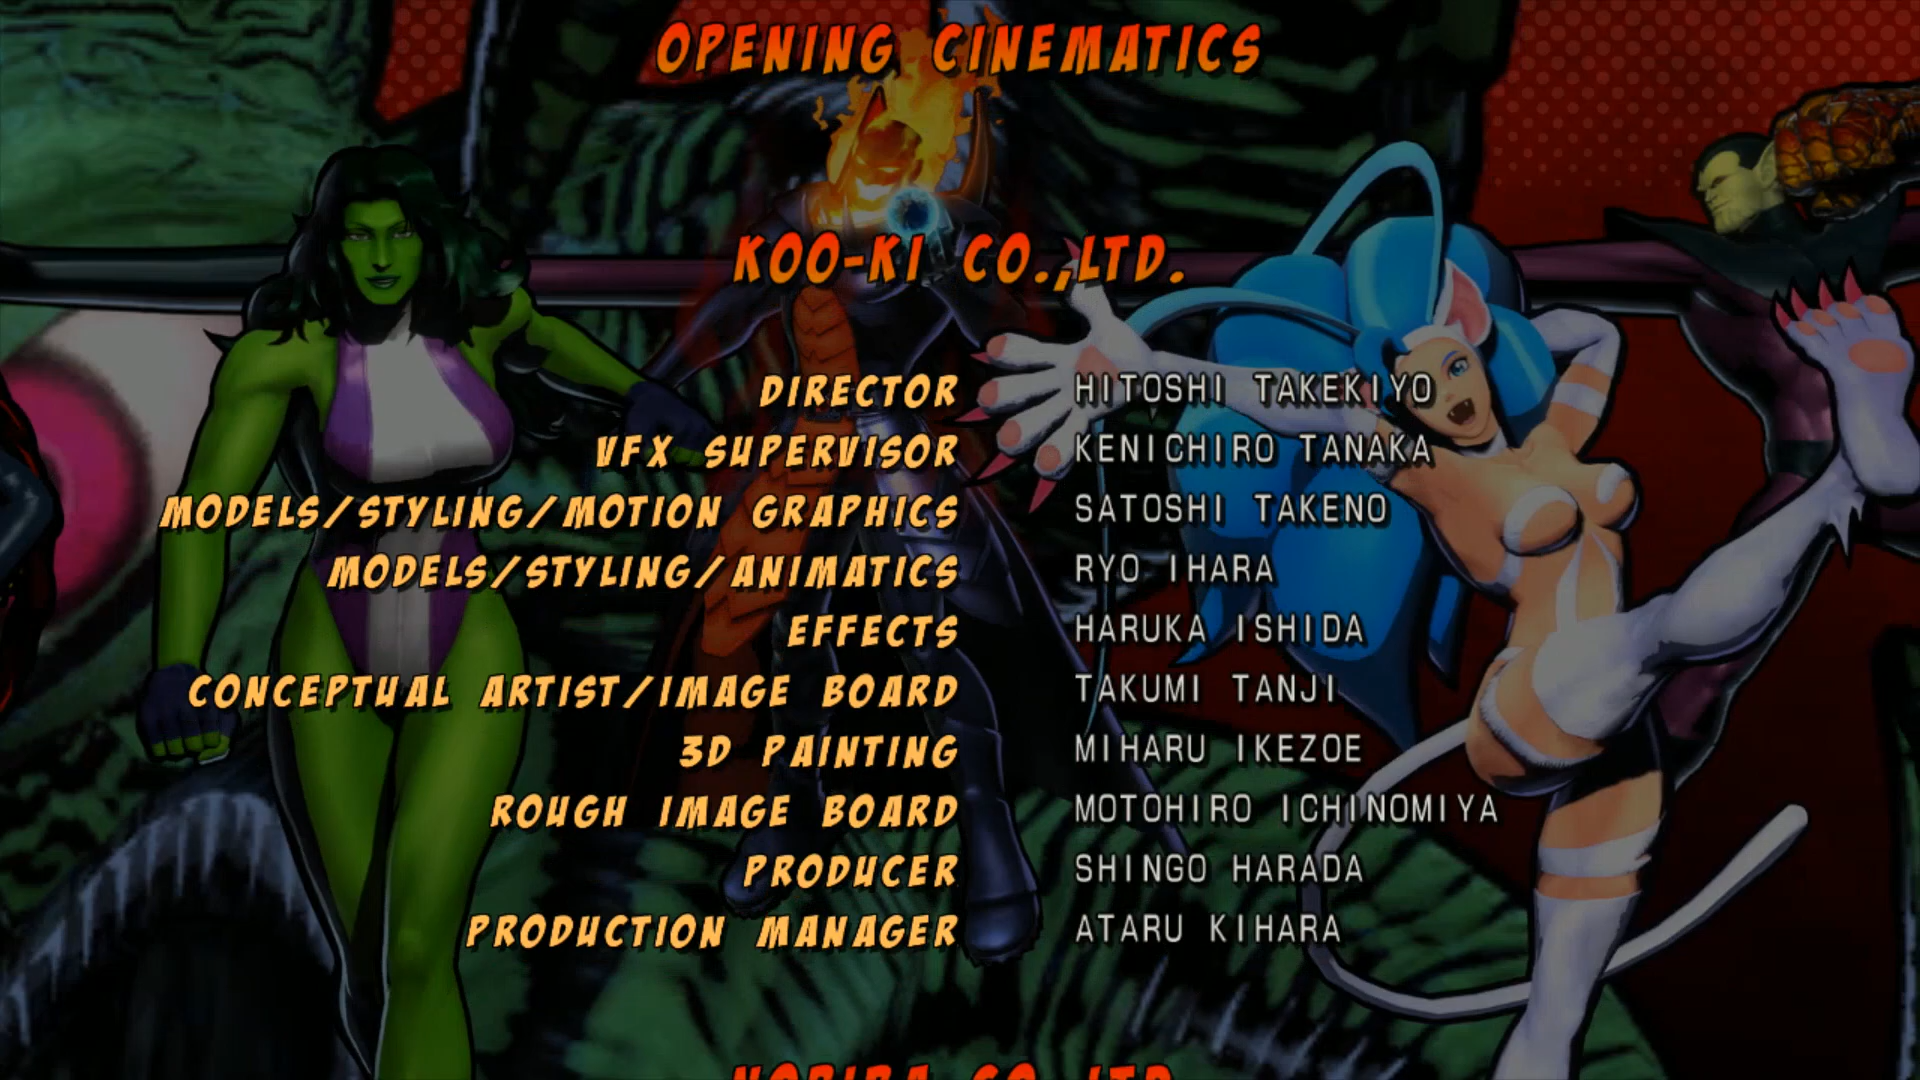 OPENING CINEMATICS
KOO-KI CO.,LTD.
DIRECTOR HITOSHI TAKEKIYO
VFX SUPERVISOR KENICHIRO TANAKA
MODELS/STYLING/MOTION GRAPHICS SATOSHI TAKENO
MODELS/STYLING/ANIMATICS RYO IHARA
EFFECTS HARUKA ISHIDA
CONCEPTUAL ARTIST/IMAGE BOARD TAKUMI TANJI
3D PAINTING MIHARU IKEZOE
ROUGH IMAGE BOARD MOTOHIRO ICHINOMIYA
PRODUCER SHINGO HARADA
PRODUCTION MANAGER ATARU KIHARA
CO.,LTD.